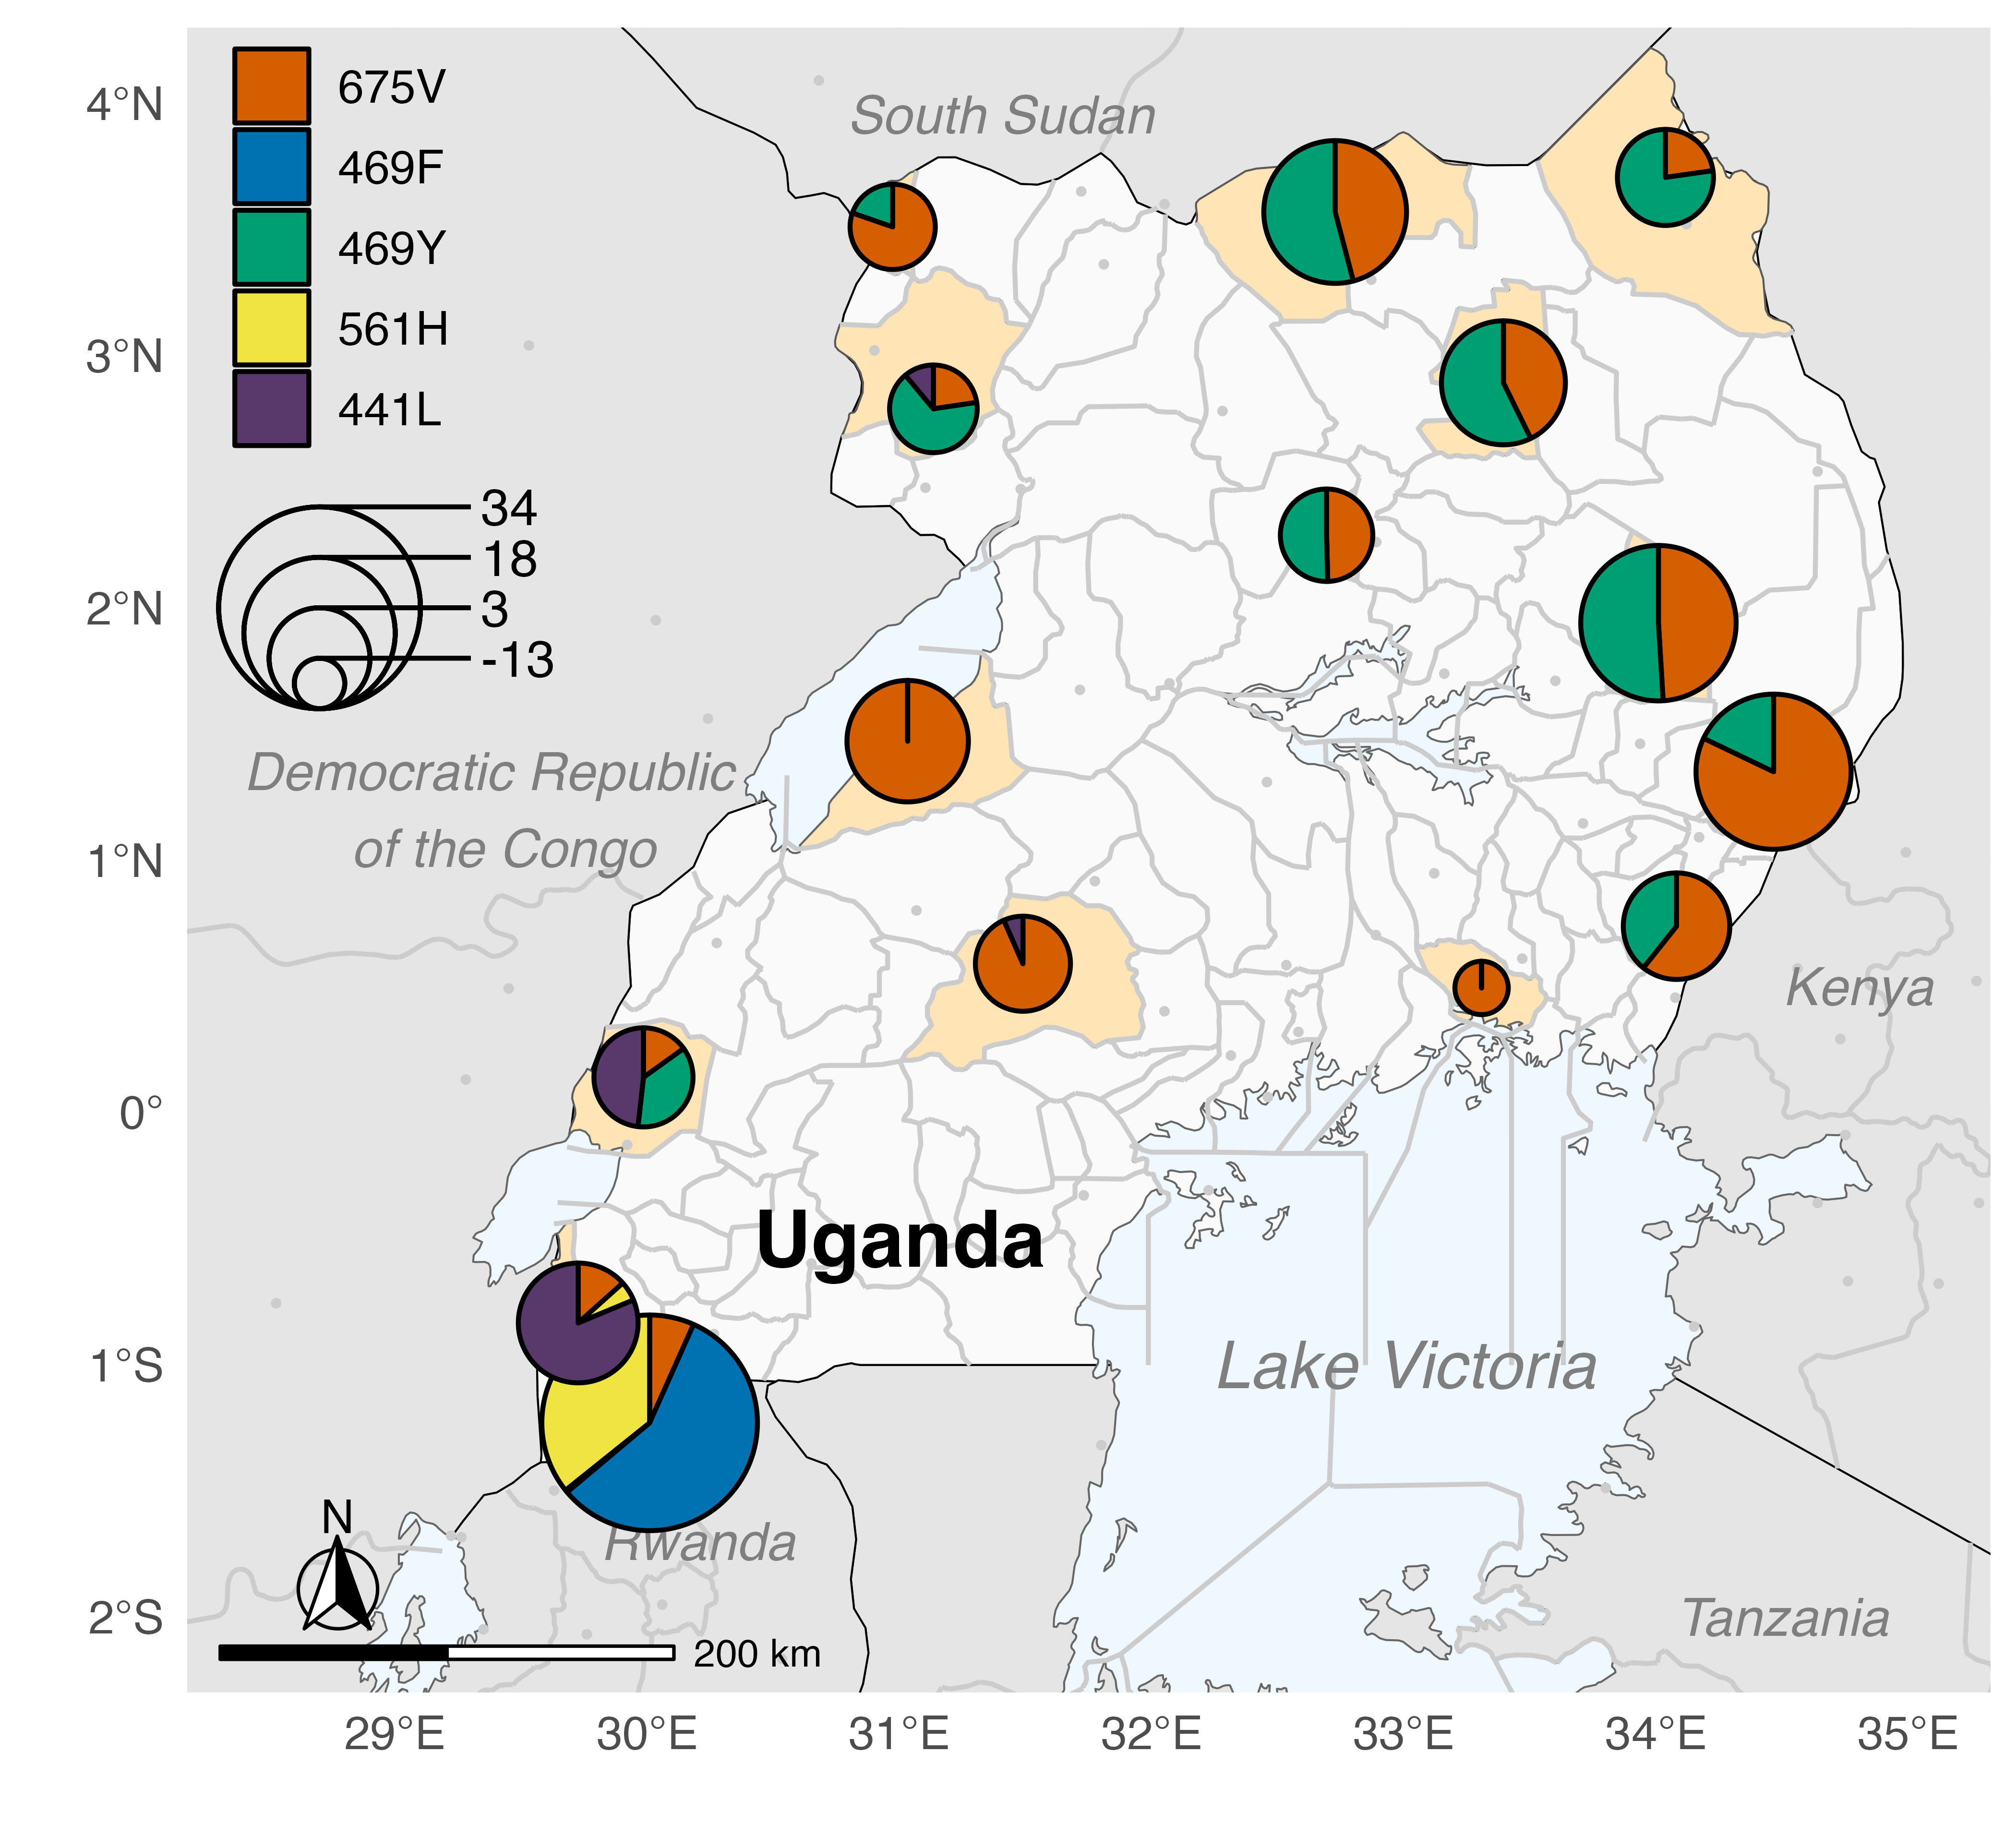 675V
469F
469Y
561H
441L
34
18
3
-13
South Sudan
Democratic Republic
of the Congo
Kenya
Uganda
Lake Victoria
Rwanda
Tanzania
N
200 km
4°N
3°N
2°N
1°N
0°
1°S
2°S
29°E
30°E
31°E
32°E
33°E
34°E
35°E